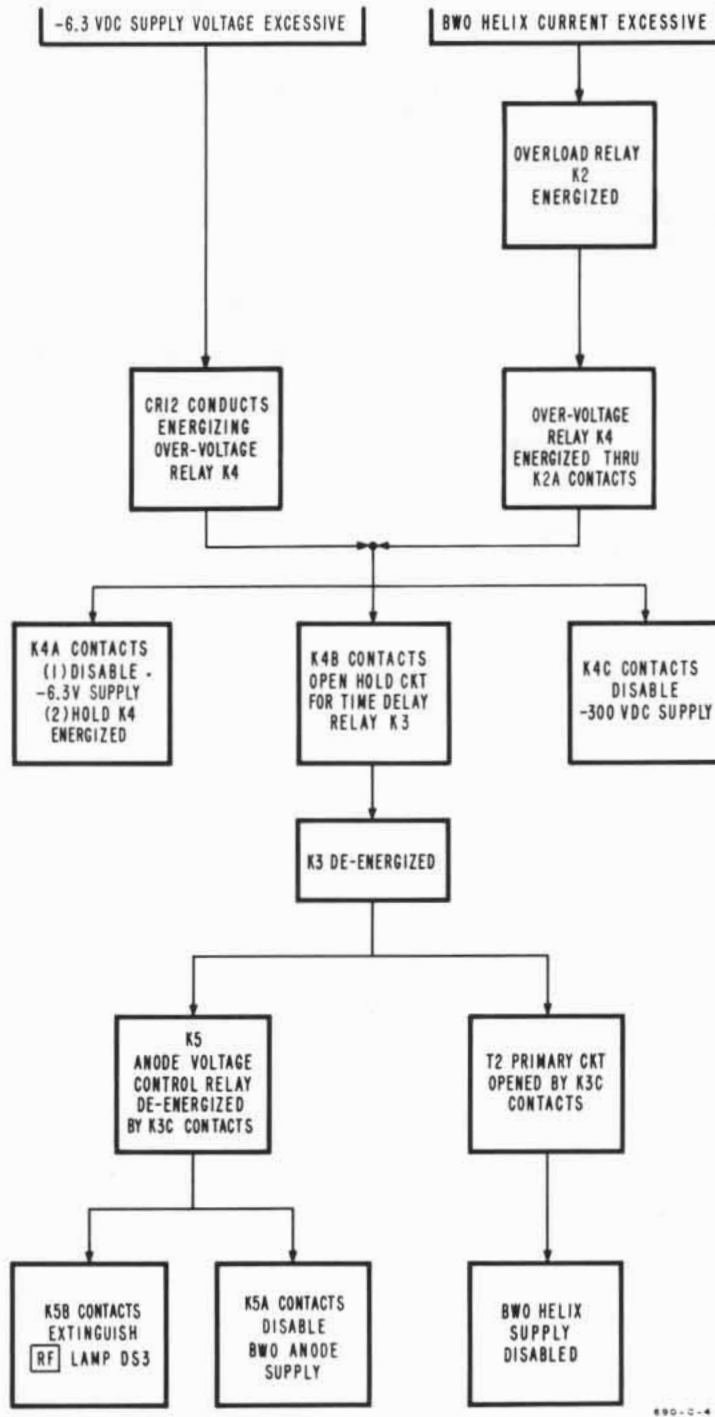 -6.3 VDC SUPPLY VOLTAGE EXCESSIVE
BWO HELIX CURRENT EXCESSIVE
OVERLOAD RELAY
K2
ENERGIZED
CR12 CONDUCTS
ENERGIZING
OVER-VOLTAGE
RELAY K4
OVER-VOLTAGE
RELAY K4
ENERGIZED THRU
K2A CONTACTS
K4A CONTACTS
(1) DISABLE
-6.3V SUPPLY
(2) HOLD K4
ENERGIZED
K4B CONTACTS
OPEN HOLD CKT
FOR TIME DELAY
RELAY K3
K4C CONTACTS
DISABLE
-300 VDC SUPPLY
K3 DE-ENERGIZED
K5
ANODE VOLTAGE
CONTROL RELAY
DE-ENERGIZED
BY K3C CONTACTS
T2 PRIMARY CKT
OPENED BY K3C
CONTACTS
K5B CONTACTS
EXTINGUISH
RF LAMP DS3
K5A CONTACTS
DISABLE
BWO ANODE
SUPPLY
BWO HELIX
SUPPLY
DISABLED